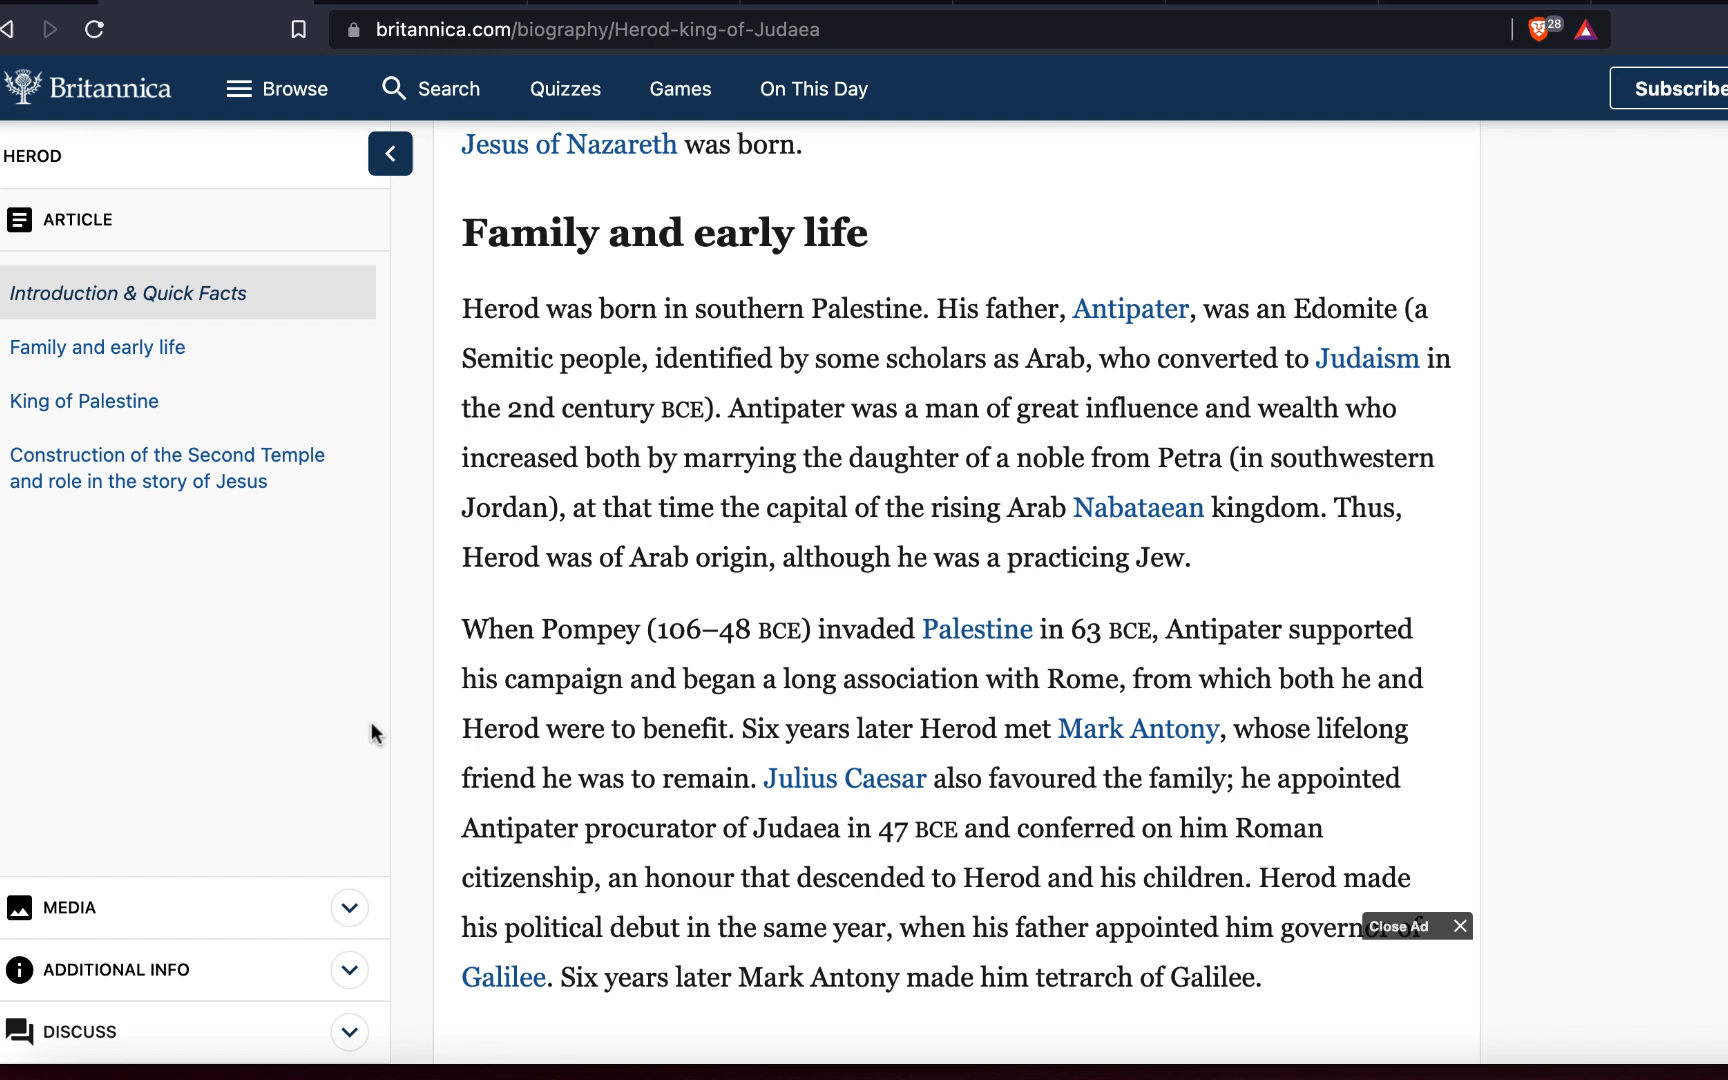 britannica.com/biography/Herod-king-of-Judaea
28
Britannica
Browse
Search
Quizzes
Games
On This Day
Subscribe
HEROD
ARTICLE
Introduction & Quick Facts
Family and early life
King of Palestine
Construction of the Second Temple
and role in the story of Jesus
MEDIA
ADDITIONAL INFO
DISCUSS
Jesus of Nazareth was born.
Family and early life
Herod was born in southern Palestine. His father, Antipater, was an Edomite (a
Semitic people, identified by some scholars as Arab, who converted to Judaism in
the 2nd century BCE). Antipater was a man of great influence and wealth who
increased both by marrying the daughter of a noble from Petra (in southwestern
Jordan), at that time the capital of the rising Arab Nabataean kingdom. Thus,
Herod was of Arab origin, although he was a practicing Jew.
When Pompey (106–48 BCE) invaded Palestine in 63 BCE, Antipater supported
his campaign and began a long association with Rome, from which both he and
Herod were to benefit. Six years later Herod met Mark Antony, whose lifelong
friend he was to remain. Julius Caesar also favoured the family; he appointed
Antipater procurator of Judaea in 47 BCE and conferred on him Roman
citizenship, an honour that descended to Herod and his children. Herod made
his political debut in the same year, when his father appointed him governor of
Close Ad
Galilee. Six years later Mark Antony made him tetrarch of Galilee.